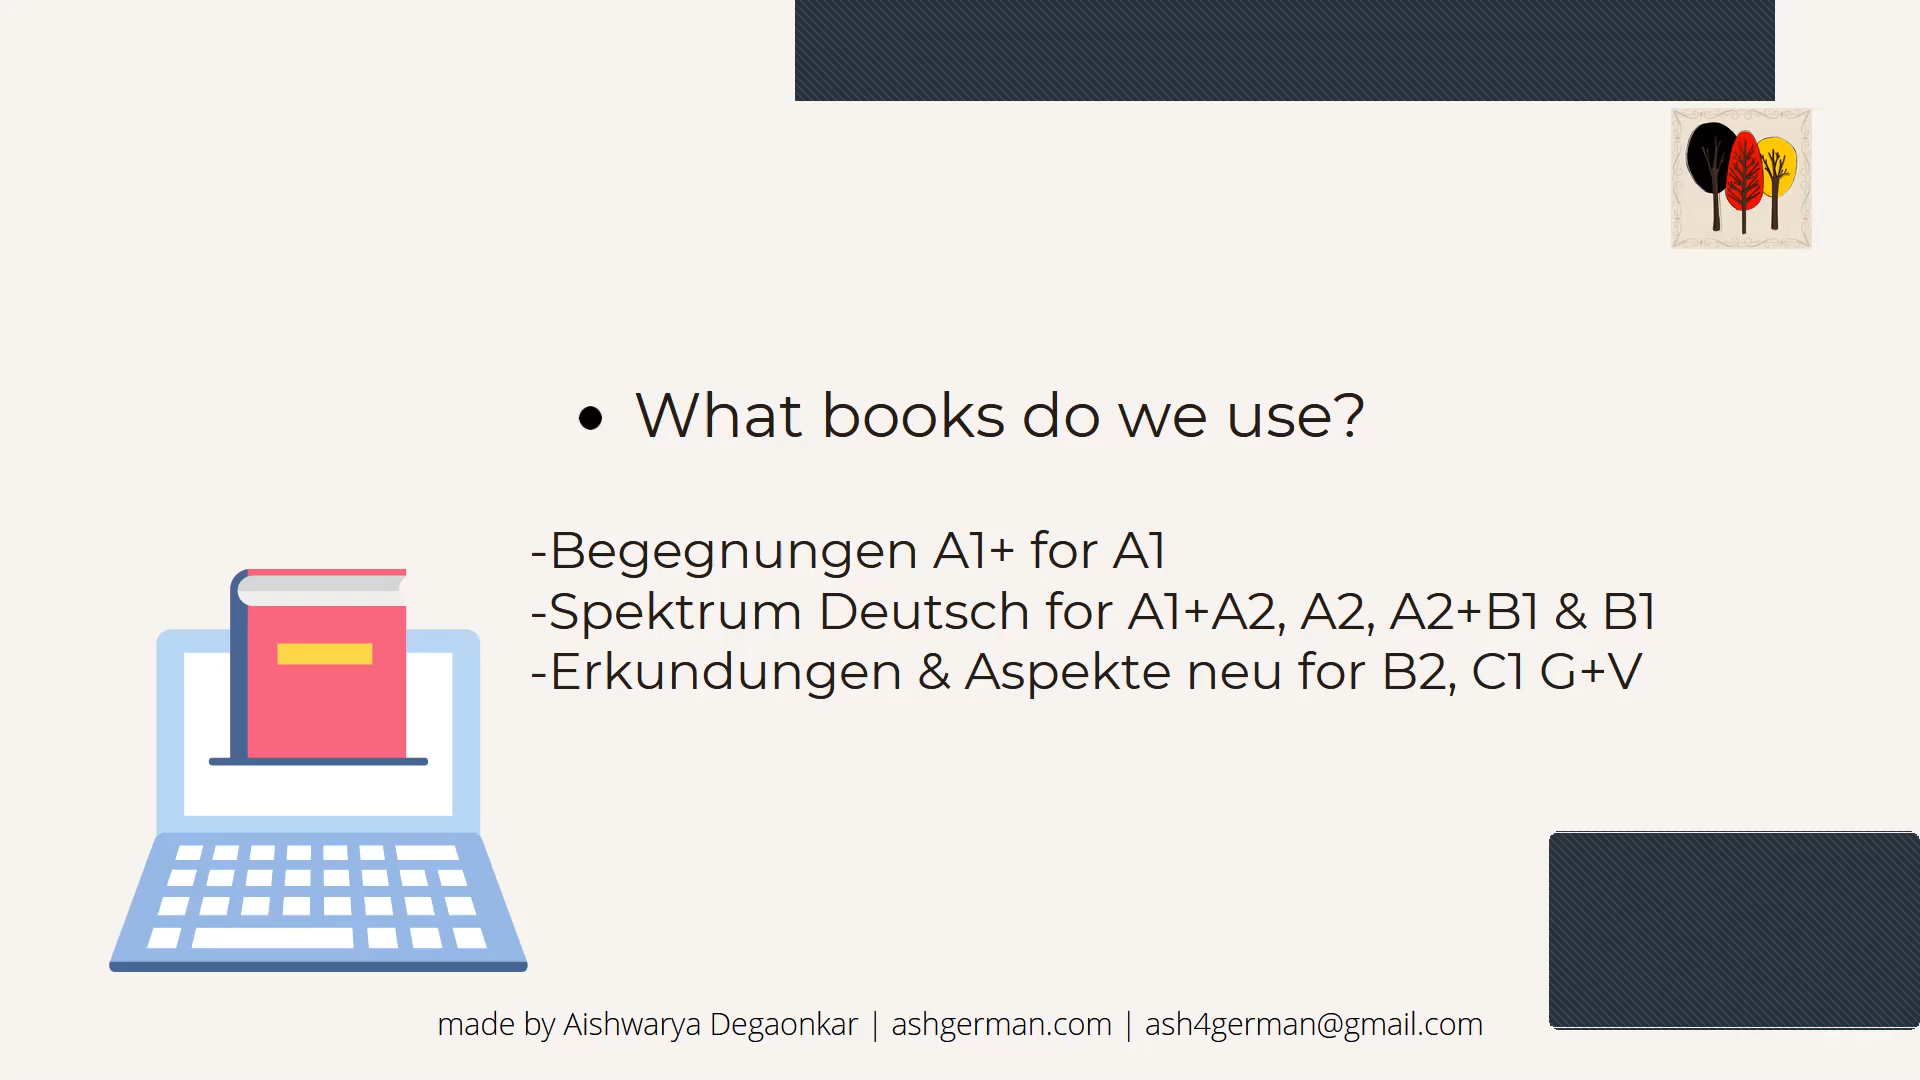 • What books do we use?
-Begegnungen A1+ for A1
-Spektrum Deutsch for A1+A2, A2, A2+B1 & B1
-Erkundungen & Aspekte neu for B2, C1 G+V
made by Aishwarya Degaonkar | ashgerman.com | ash4german@gmail.com